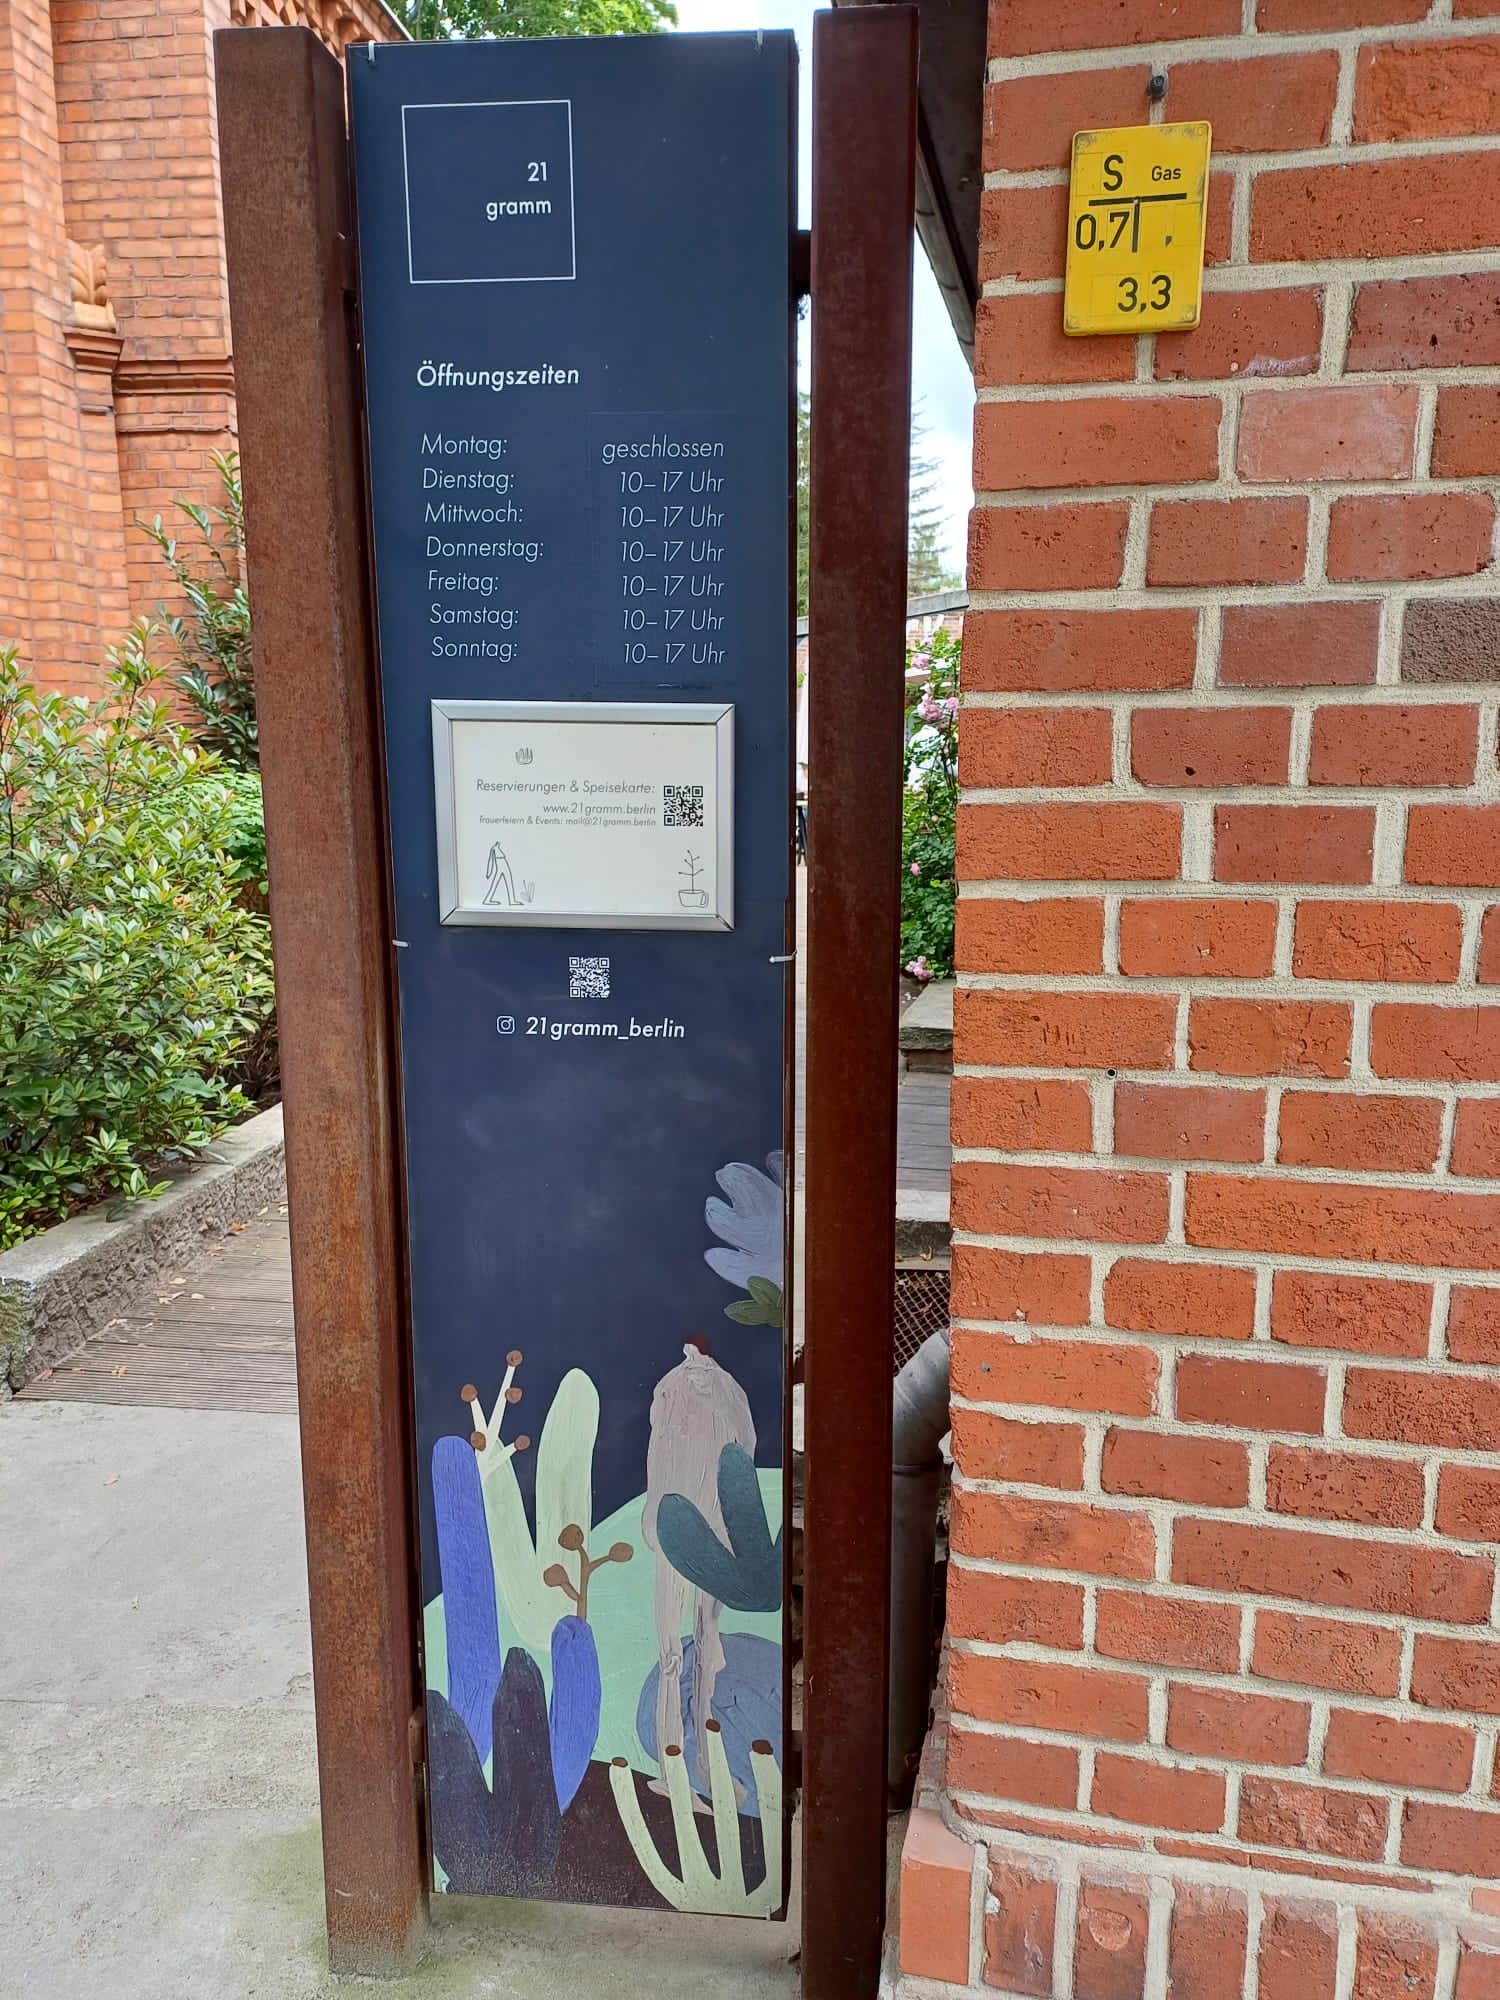 21
gramm
Öffnungszeiten
Montag: geschlossen
Dienstag: 10–17 Uhr
Mittwoch: 10–17 Uhr
Donnerstag: 10–17 Uhr
Freitag: 10–17 Uhr
Samstag: 10–17 Uhr
Sonntag: 10–17 Uhr
Reservierungen & Speisekarte:
www.21gramm.berlin
Trauerfeiern & Events: mail@21gramm.berlin
21gramm_berlin
S Gas
0,7 ,
3,3